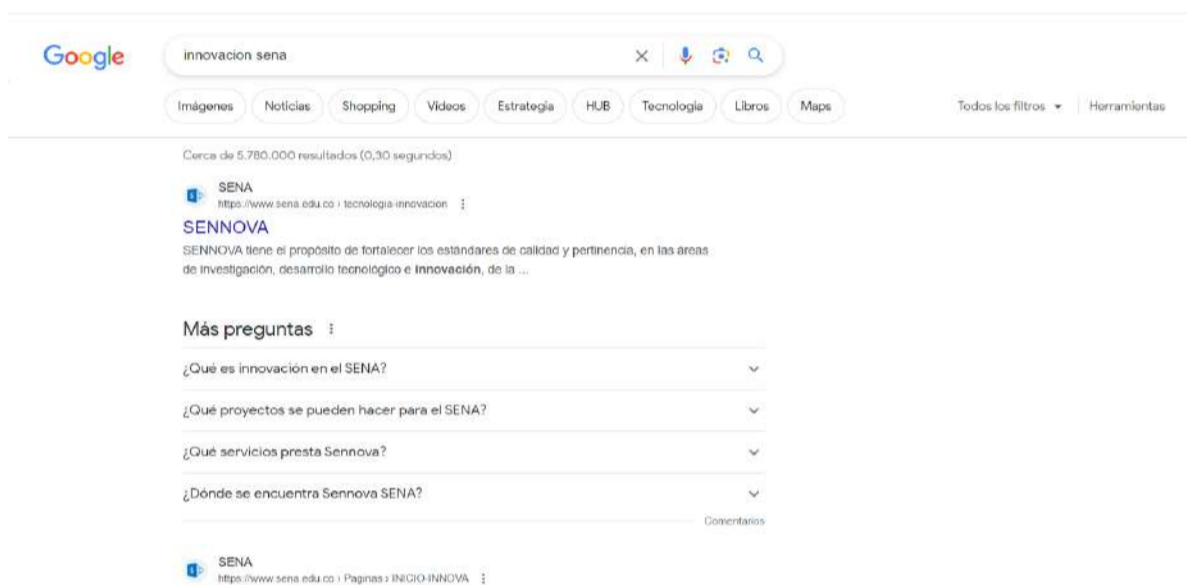 Google
innovacion sena
Imágenes Noticias Shopping Videos Estrategia HUB Tecnologia Libros Maps Todos los filtros Herramientas
Cerca de 5.780.000 resultados (0,30 segundos)
SENA
https://www.sena.edu.co › tecnologia-innovacion
SENNOVA
SENNOVA tiene el propósito de fortalecer los estándares de calidad y pertinencia, en las áreas
de investigación, desarrollo tecnológico e innovación, de la ...
Más preguntas
¿Qué es innovación en el SENA?
¿Qué proyectos se pueden hacer para el SENA?
¿Qué servicios presta Sennova?
¿Dónde se encuentra Sennova SENA?
Comentarios
SENA
https://www.sena.edu.co › Paginas › INICIO-INNOVA